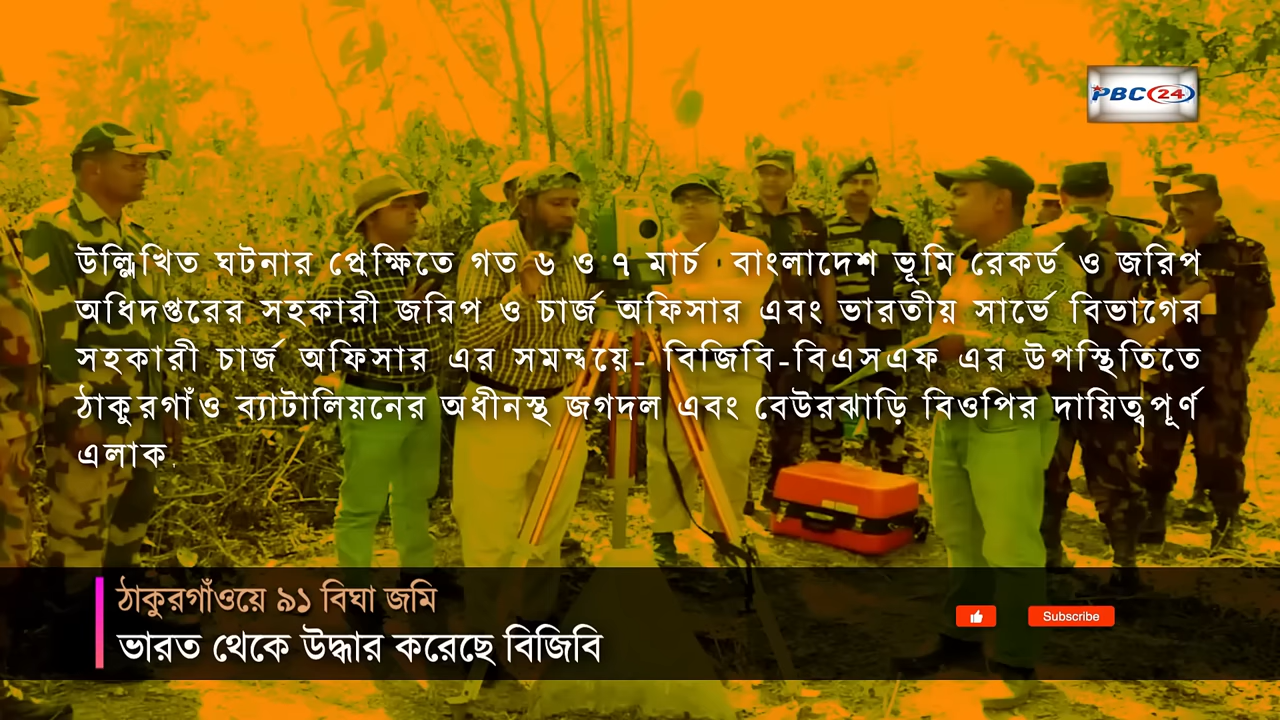 PBC 24
উল্লিখিত ঘটনার প্রেক্ষিতে গত ৬ ও ৭ মার্চ বাংলাদেশ ভূমি রেকর্ড ও জরিপ
অধিদপ্তরের সহকারী জরিপ ও চার্জ অফিসার এবং ভারতীয় সার্ভে বিভাগের
সহকারী চার্জ অফিসার এর সমন্বয়ে- বিজিবি-বিএসএফ এর উপস্থিতিতে
ঠাকুরগাঁও ব্যাটালিয়নের অধীনস্থ জগদল এবং বেউরঝাড়ি বিওপির দায়িত্বপূর্ণ
এলাক
ঠাকুরগাঁওয়ে ৯১ বিঘা জমি
ভারত থেকে উদ্ধার করেছে বিজিবি
Subscribe